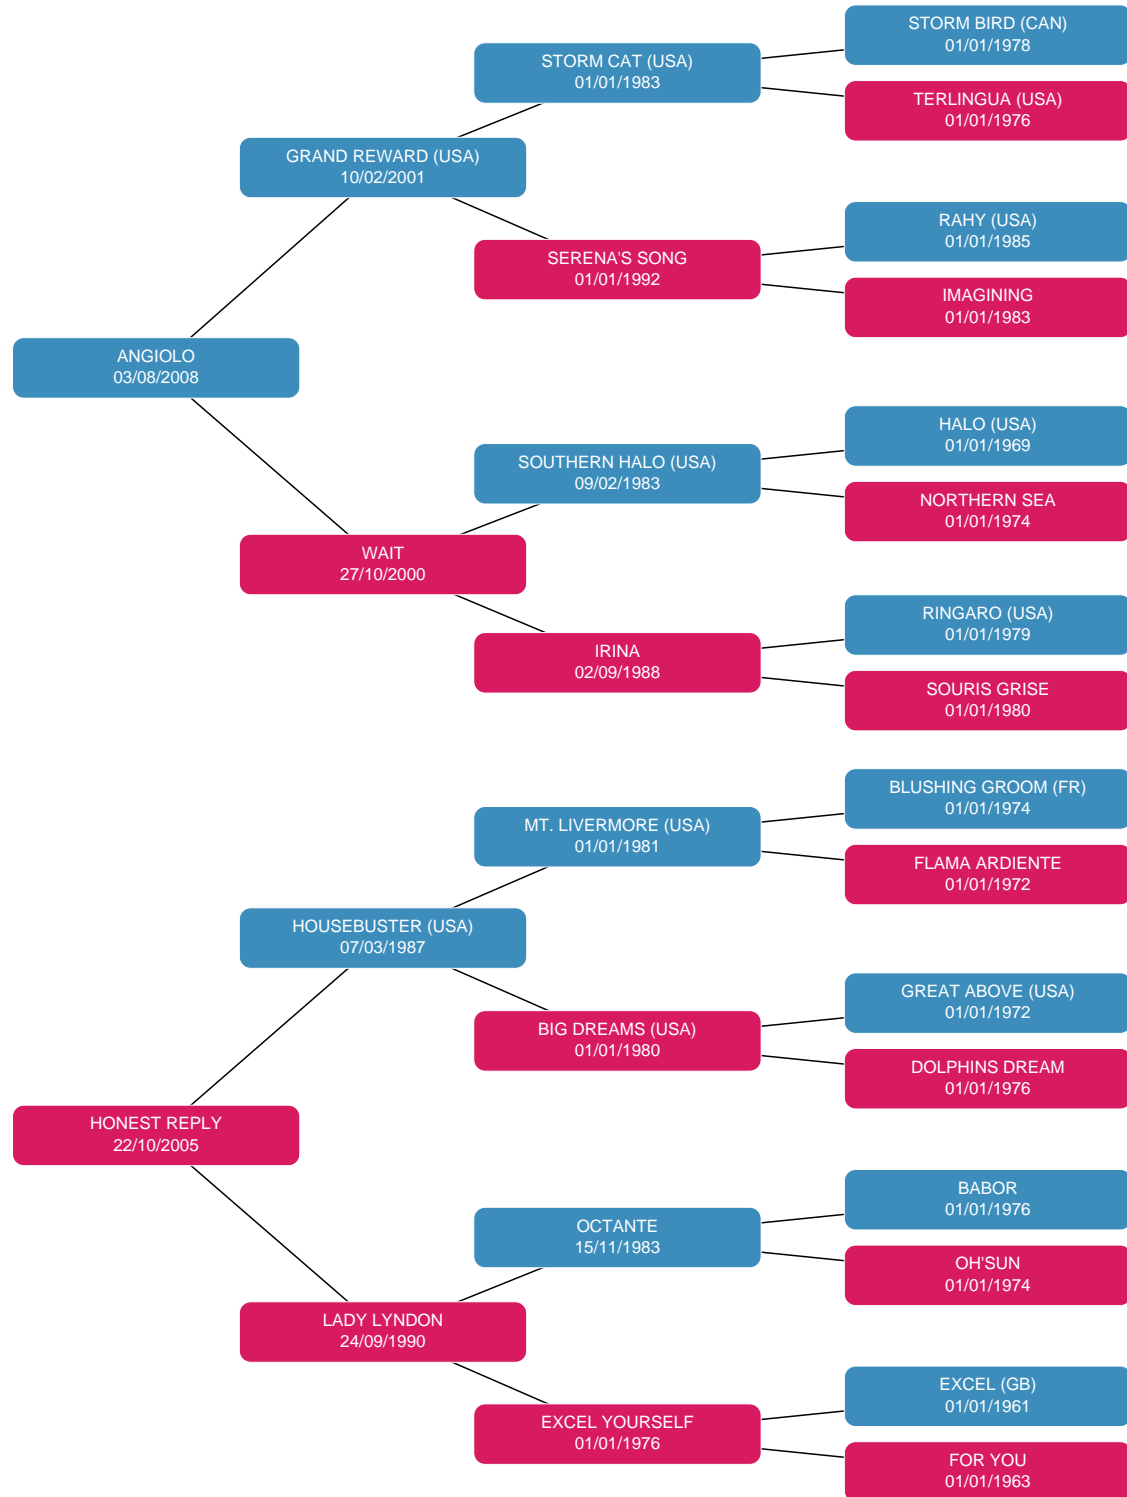 STORM BIRD (CAN)
01/01/1978
STORM CAT (USA)
01/01/1983
TERLINGUA (USA)
01/01/1976
GRAND REWARD (USA)
10/02/2001
RAHY (USA)
01/01/1985
SERENA'S SONG
01/01/1992
IMAGINING
01/01/1983
ANGIOLO
03/08/2008
HALO (USA)
01/01/1969
SOUTHERN HALO (USA)
09/02/1983
NORTHERN SEA
01/01/1974
WAIT
27/10/2000
RINGARO (USA)
01/01/1979
IRINA
02/09/1988
SOURIS GRISE
01/01/1980
BLUSHING GROOM (FR)
01/01/1974
MT. LIVERMORE (USA)
01/01/1981
FLAMA ARDIENTE
01/01/1972
HOUSEBUSTER (USA)
07/03/1987
GREAT ABOVE (USA)
01/01/1972
BIG DREAMS (USA)
01/01/1980
DOLPHINS DREAM
01/01/1976
HONEST REPLY
22/10/2005
BABOR
01/01/1976
OCTANTE
15/11/1983
OH'SUN
01/01/1974
LADY LYNDON
24/09/1990
EXCEL (GB)
01/01/1961
EXCEL YOURSELF
01/01/1976
FOR YOU
01/01/1963